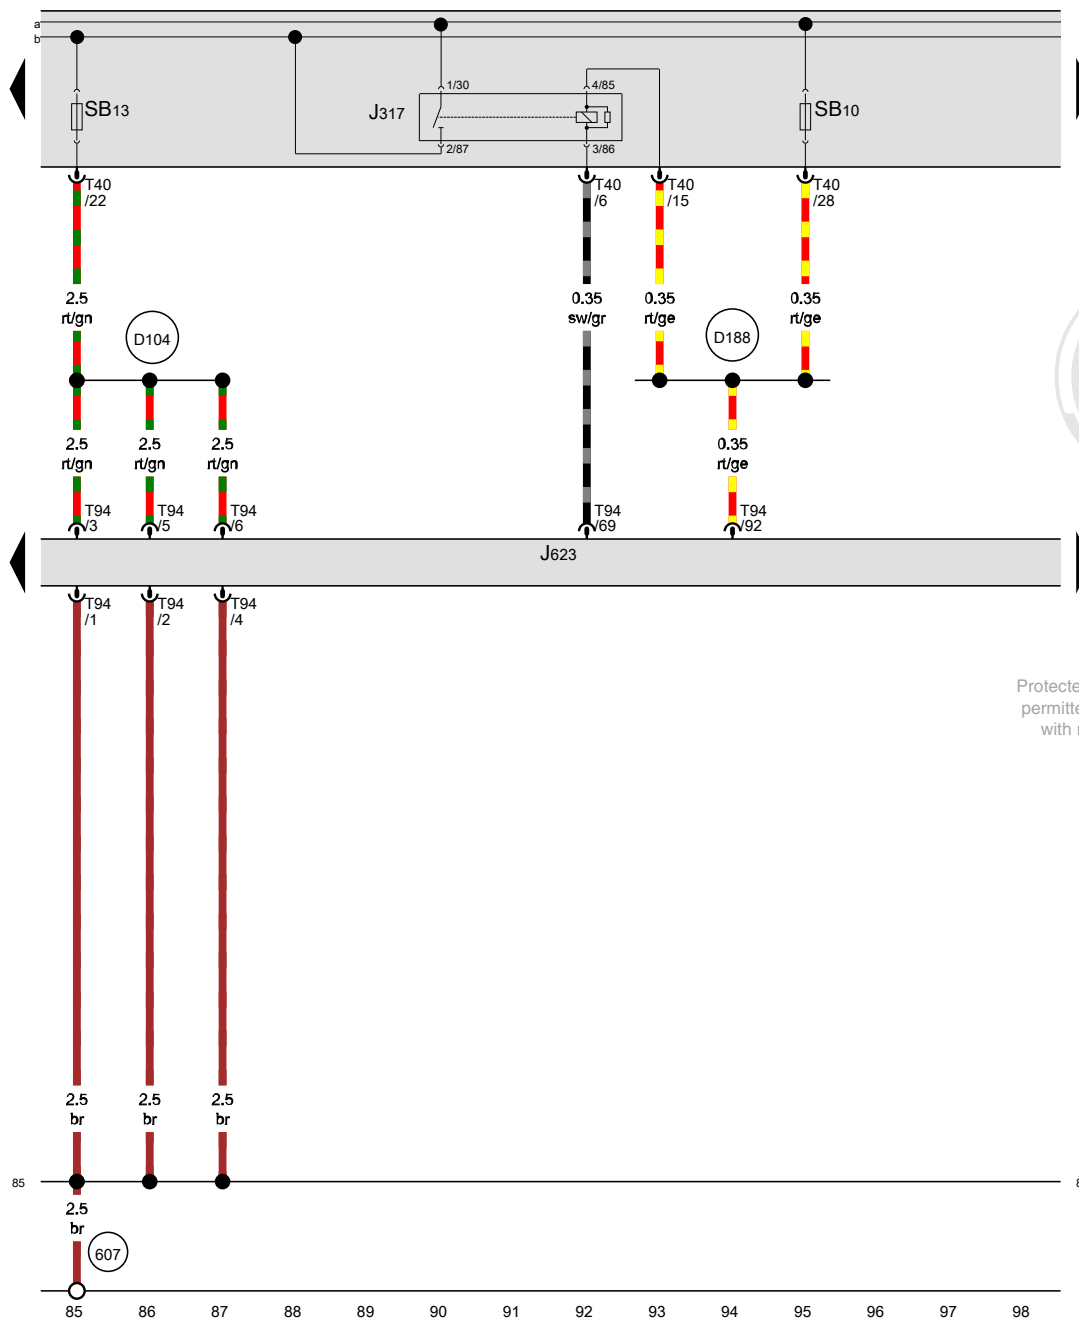 a
b
1/30
4/85
SB13
J317
SB10
2/87
3/86
T40
/22
T40
/6
T40
/15
T40
/28
2.5
rt/gn
0.35
sw/gr
0.35
rt/ge
0.35
rt/ge
D104
D188
2.5
rt/gn
2.5
rt/gn
2.5
rt/gn
0.35
rt/ge
T94
/3
T94
/5
T94
/6
T94
/69
T94
/92
J623
T94
/1
T94
/2
T94
/4
Protecte
permitte
with
2.5
br
2.5
br
2.5
br
85
2.5
br
607
85 86 87 88 89 90 91 92 93 94 95 96 97 98